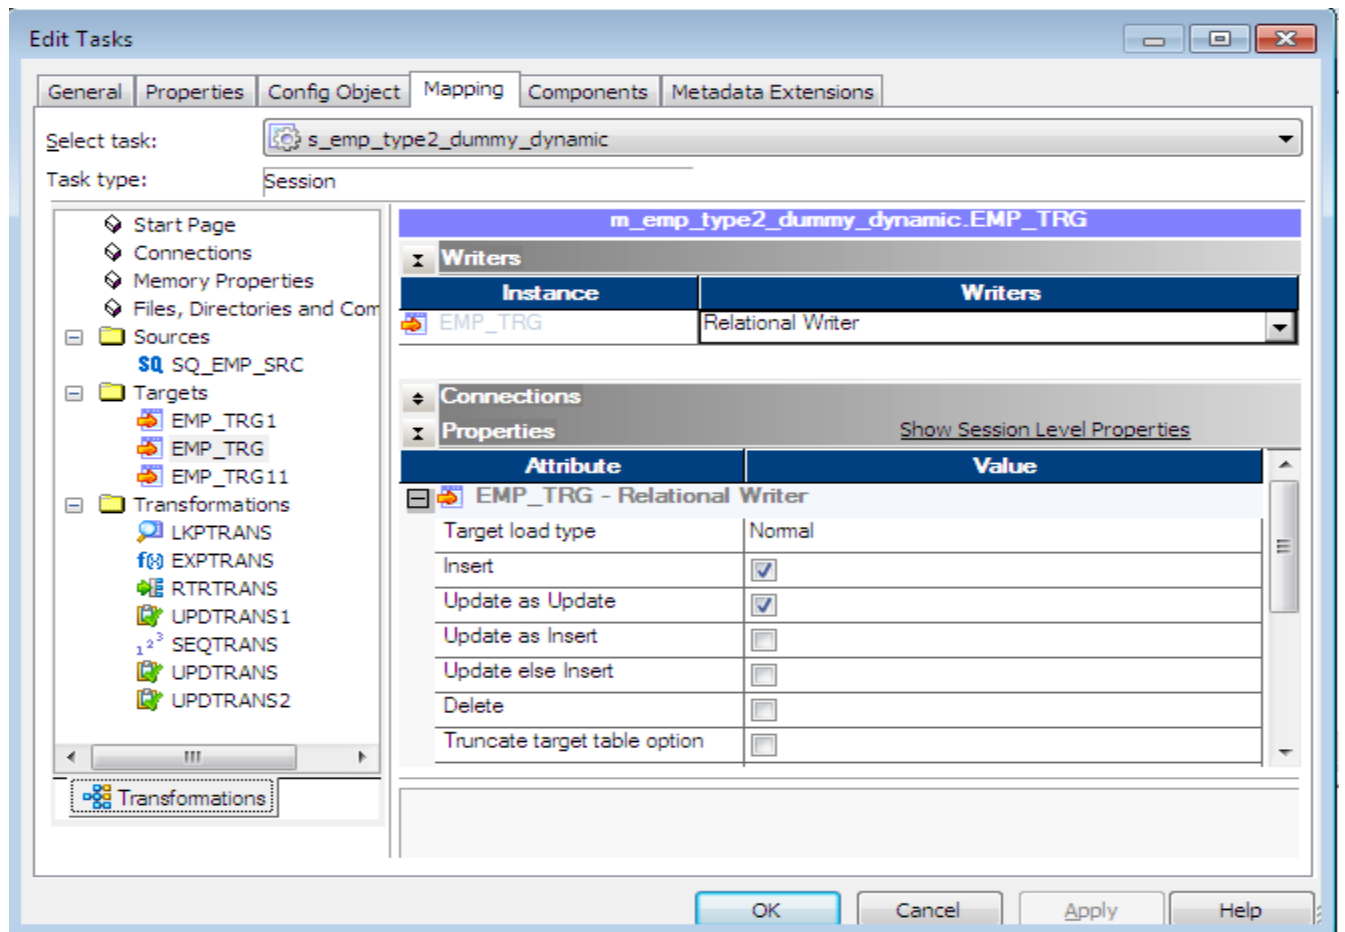 Edit Tasks
General Properties Config Object Mapping Components Metadata Extensions
Select task: s_emp_type2_dummy_dynamic
Task type: Session
Start Page
Connections
Memory Properties
Files, Directories and Com
Sources
SQ SQ_EMP_SRC
Targets
EMP_TRG1
EMP_TRG
EMP_TRG11
Transformations
LKPTRANS
f(x) EXPTRANS
RTRTRANS
UPDTRANS1
123 SEQTRANS
UPDTRANS
UPDTRANS2
Transformations
m_emp_type2_dummy_dynamic.EMP_TRG
Writers
Instance Writers
EMP_TRG Relational Writer
Connections
Properties Show Session Level Properties
Attribute Value
EMP_TRG - Relational Writer
Target load type Normal
Insert
Update as Update
Update as Insert
Update else Insert
Delete
Truncate target table option
OK Cancel Apply Help